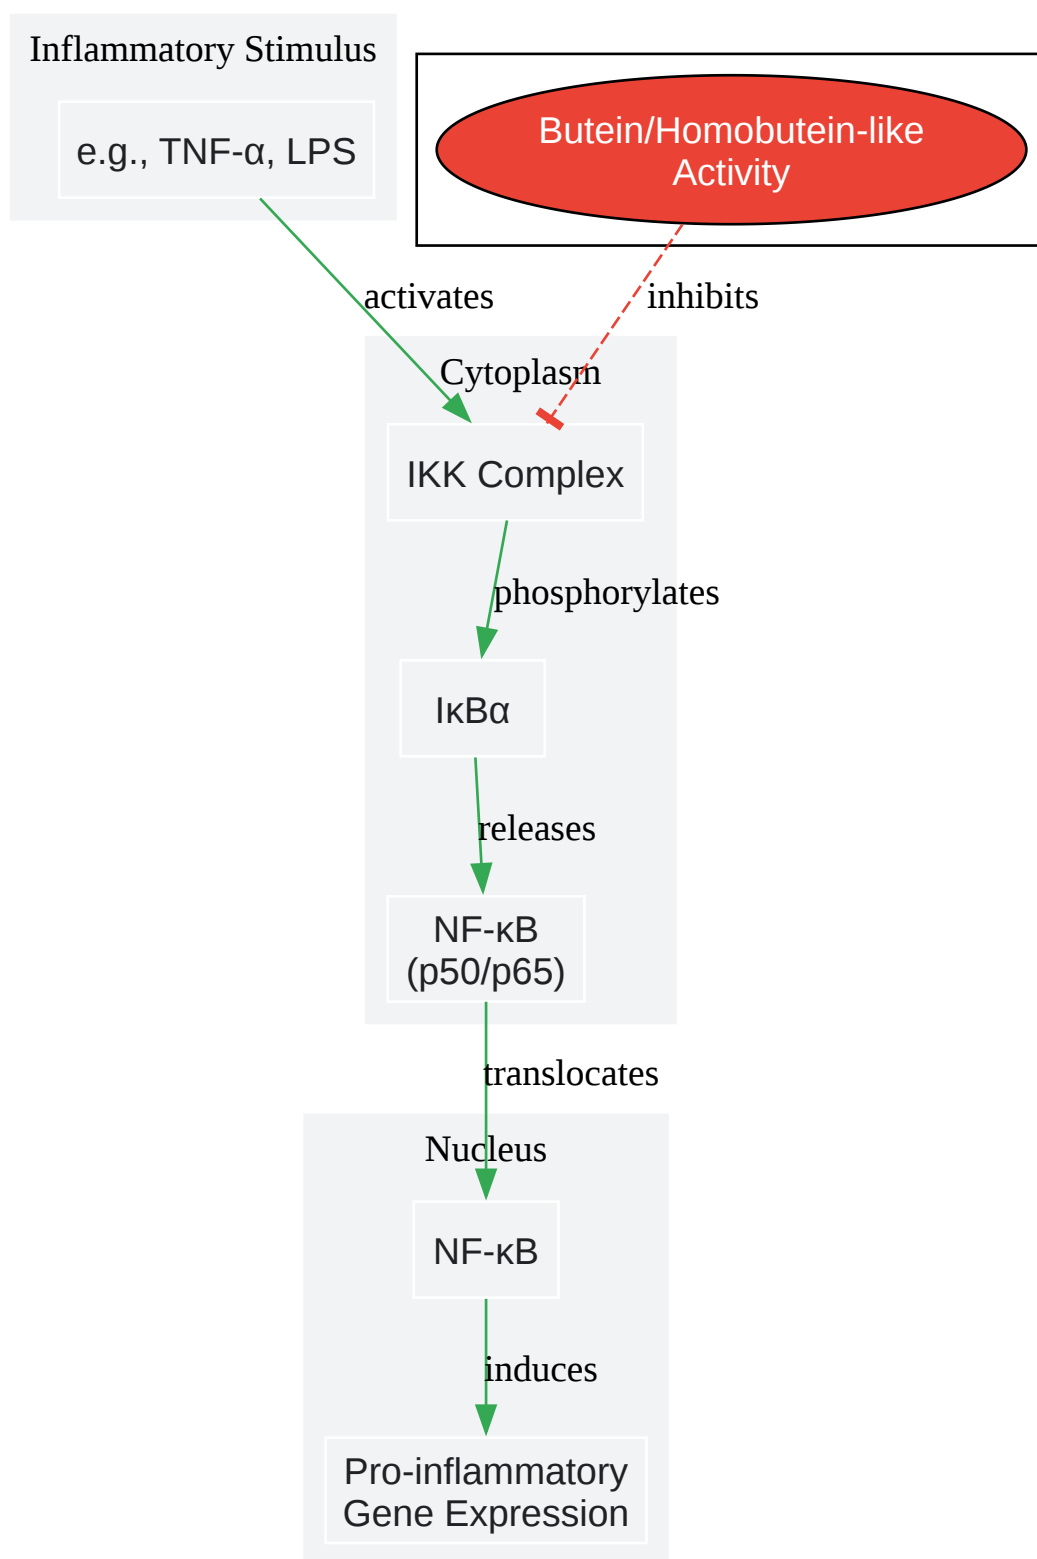 Inflammatory Stimulus
e.g., TNF-α, LPS
Butein/Homobutein-like
Activity
activates
inhibits
Cytoplasm
IKK Complex
phosphorylates
IκBα
releases
NF-κB
(p50/p65)
translocates
Nucleus
NF-κB
induces
Pro-inflammatory
Gene Expression